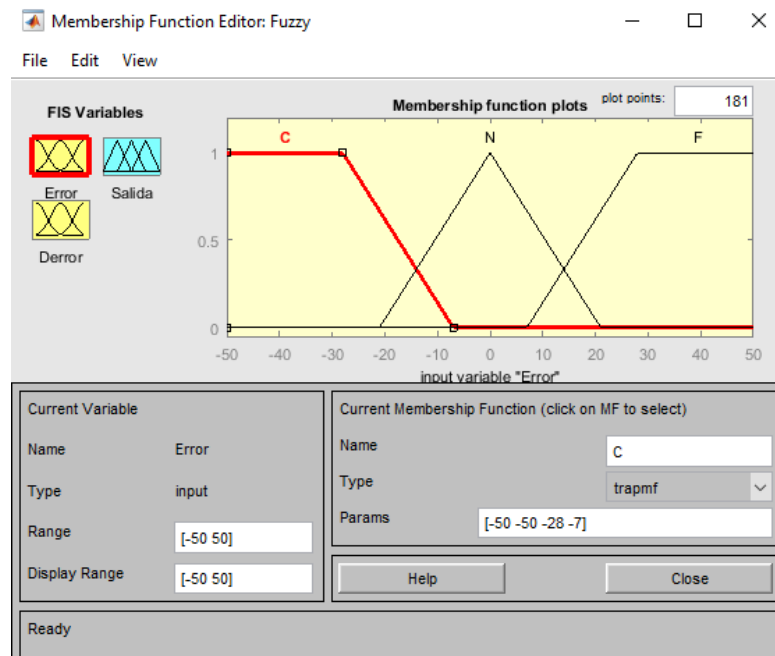 Membership Function Editor: Fuzzy
File Edit View
FIS Variables
Error
Salida
Derror
Membership function plots
plot points: 181
C N F
1
0.5
0
-50 -40 -30 -20 -10 0 10 20 30 40 50
input variable "Error"
Current Variable
Name Error
Type input
Range [-50 50]
Display Range [-50 50]
Current Membership Function (click on MF to select)
Name C
Type trapmf
Params [-50 -50 -28 -7]
Help Close
Ready